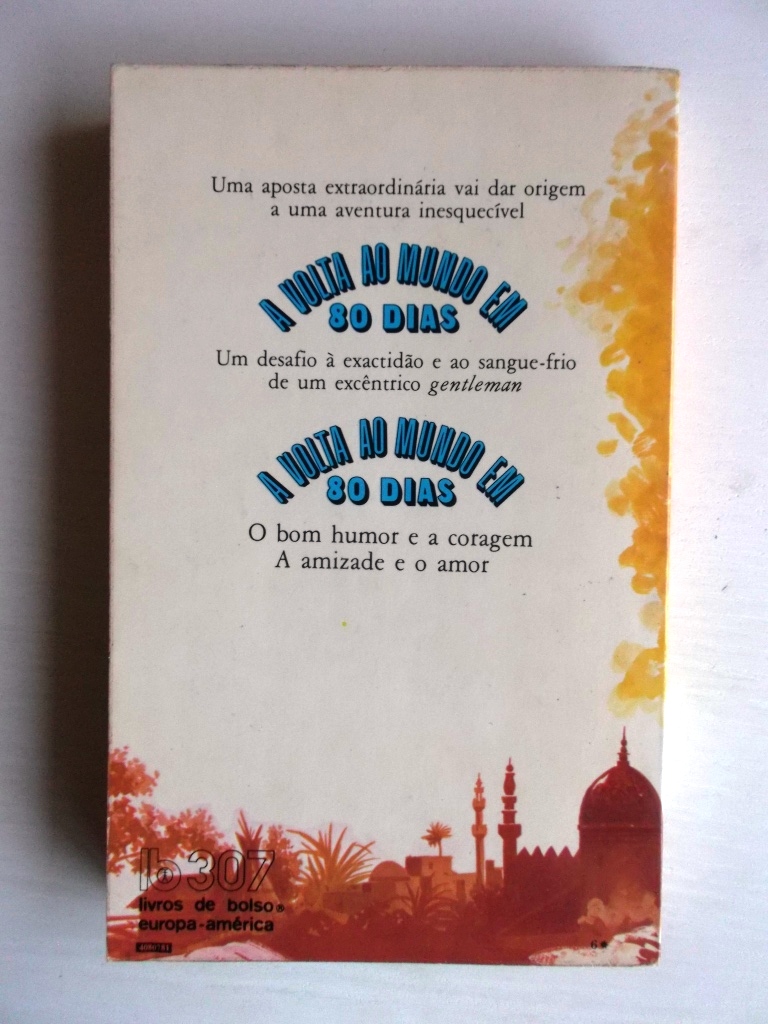 Uma aposta extraordinária vai dar origem
a uma aventura inesquecível
A VOLTA AO MUNDO EM
80 DIAS
Um desafio à exactidão e ao sangue-frio
de um excêntrico gentleman
A VOLTA AO MUNDO EM
80 DIAS
O bom humor e a coragem
A amizade e o amor
lb 307
livros de bolso®
europa-américa
6